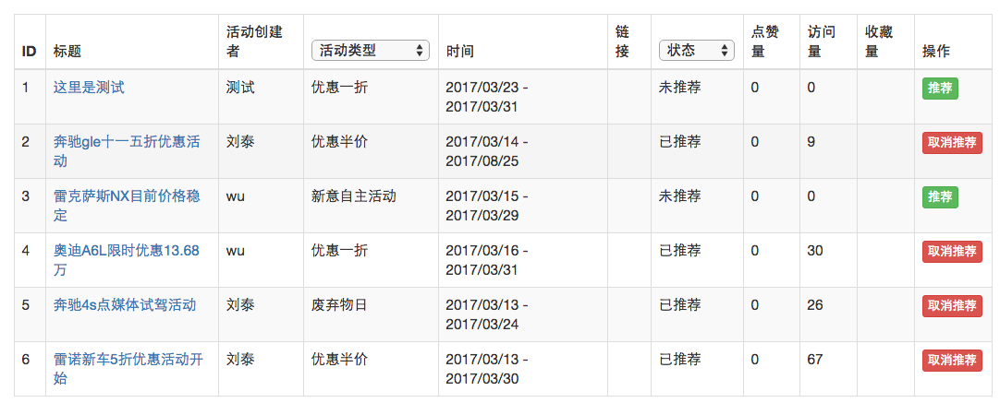 ID 标题 活动创建者 活动类型 时间 链接 状态 点赞量 访问量 收藏量 操作
1 这里是测试 测试 优惠一折 2017/03/23 - 2017/03/31 未推荐 0 0 推荐
2 奔驰gle十一五折优惠活动 刘泰 优惠半价 2017/03/14 - 2017/08/25 已推荐 0 9 取消推荐
3 雷克萨斯NX目前价格稳定 wu 新意自主活动 2017/03/15 - 2017/03/29 未推荐 0 0 推荐
4 奥迪A6L限时优惠13.68万 wu 优惠一折 2017/03/16 - 2017/03/31 已推荐 0 30 取消推荐
5 奔驰4s点媒体试驾活动 刘泰 废弃物日 2017/03/13 - 2017/03/24 已推荐 0 26 取消推荐
6 雷诺新车5折优惠活动开始 刘泰 优惠半价 2017/03/13 - 2017/03/30 已推荐 0 67 取消推荐